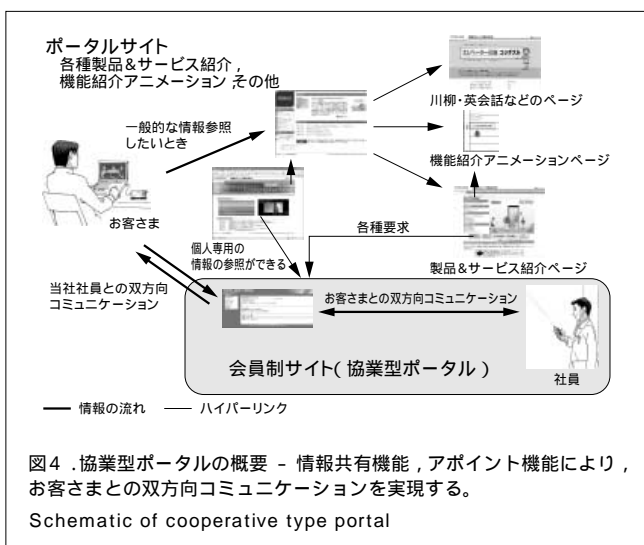 ポータルサイト
各種製品&サービス紹介，
機能紹介アニメーション，その他
一般的な情報参照
したいとき
お客さま
川柳・英会話などのページ
機能紹介アニメーションページ
個人専用の
情報の参照ができる
各種要求
製品&サービス紹介ページ
当社社員との双方向
コミュニケーション
お客さまとの双方向コミュニケーション
会員制サイト（協業型ポータル）
社員
情報の流れ
ハイパーリンク
図4．協業型ポータルの概要 － 情報共有機能，アポイント機能により，
お客さまとの双方向コミュニケーションを実現する。
Schematic of cooperative type portal